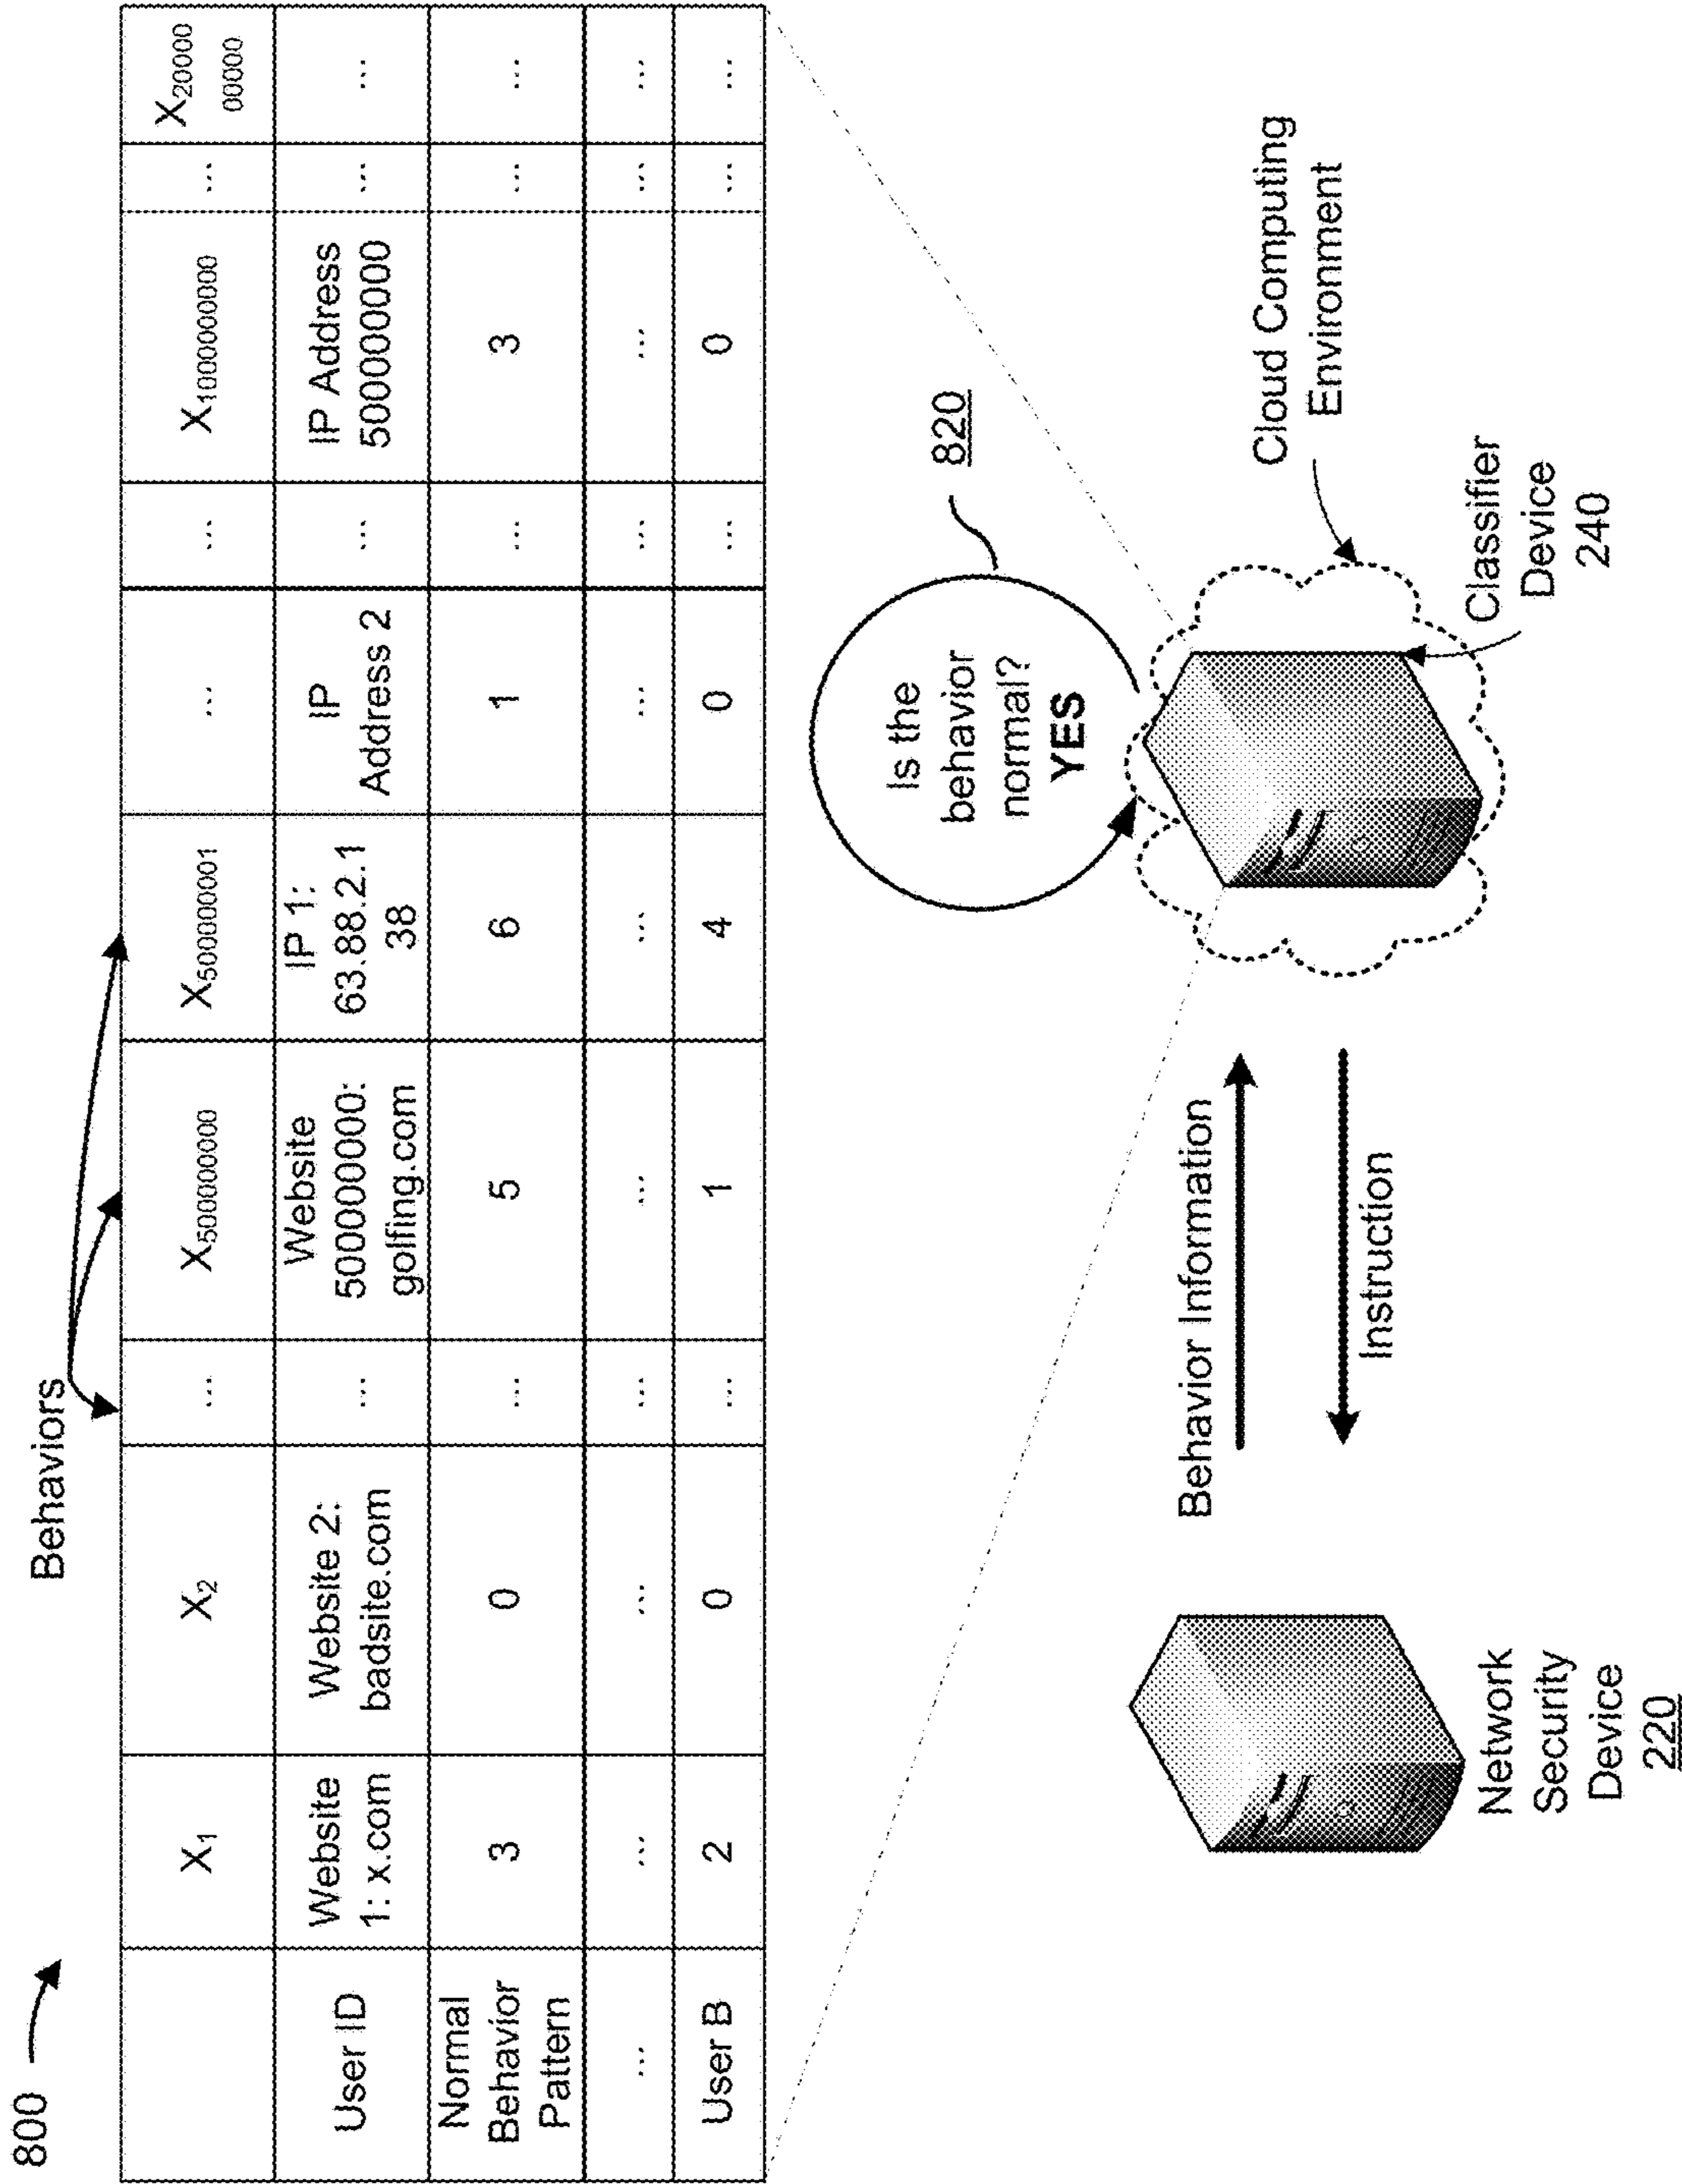 800
Behaviors
X₁
X₂
...
X₅₀₀₀₀₀₀₀₀
X₅₀₀₀₀₀₀₀₁
...
...
X₁₀₀₀₀₀₀₀₀₀
...
X₂₀₀₀₀
₀₀₀₀₀
User ID
Website
1: x.com
Website 2:
badsite.com
...
Website
500000000:
golfing.com
IP 1:
63.88.2.1
38
IP
Address 2
...
IP Address
500000000
...
...
Normal
Behavior
Pattern
3
0
...
5
6
1
...
3
...
...
...
...
...
...
...
...
...
...
...
...
...
User B
2
0
...
1
4
0
...
0
...
...
Is the
behavior
normal?
YES
820
Behavior Information
Instruction
Cloud Computing
Environment
Classifier
Device
240
Network
Security
Device
220